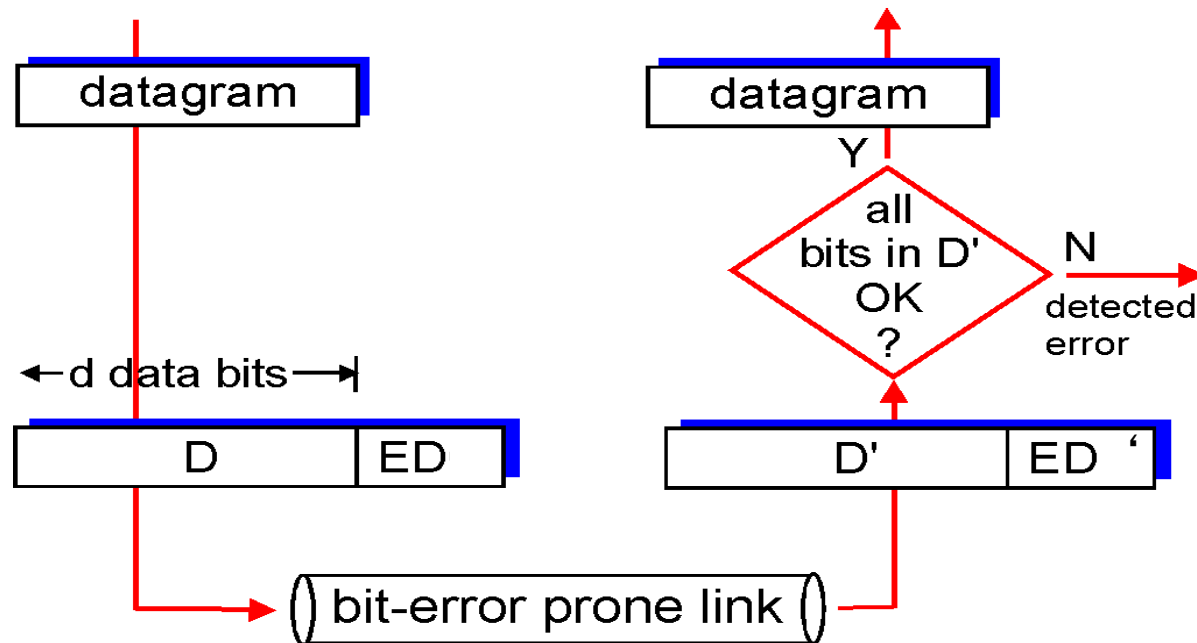 datagram
d data bits
D
ED
bit-error prone link
datagram
Y
all
bits in D'
OK
?
N
detected
error
D'
ED ‘